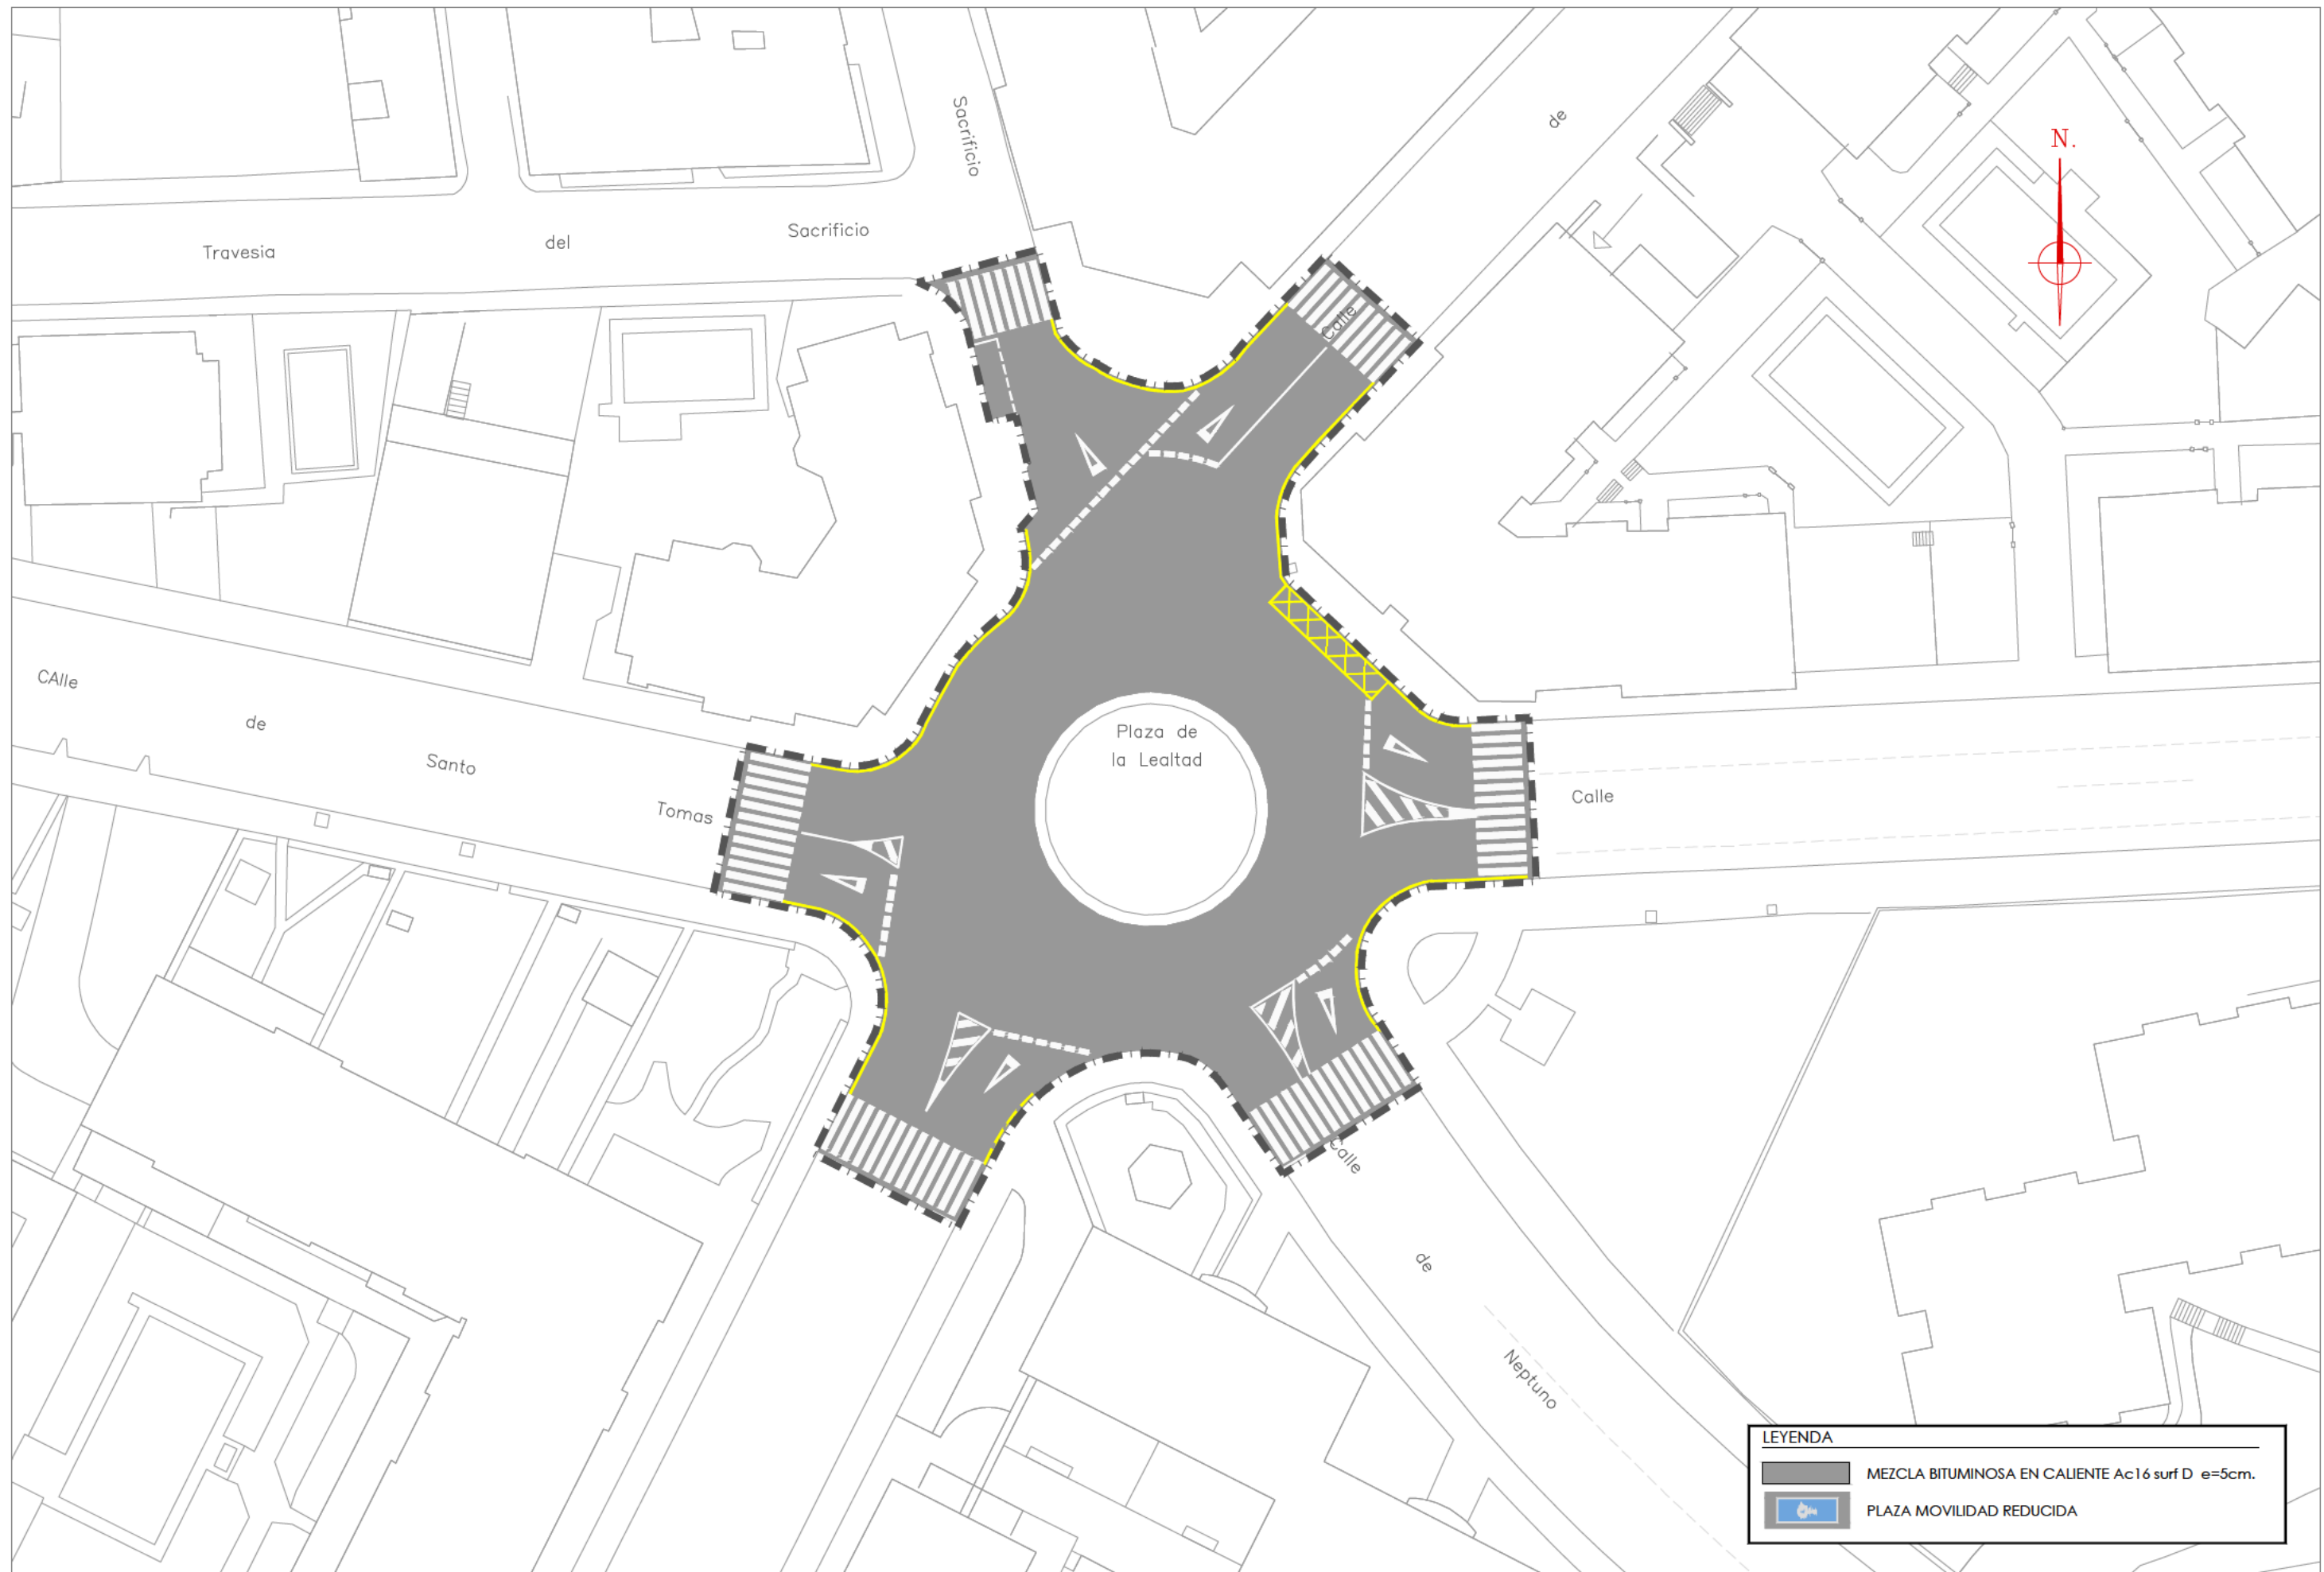 Sacrificio
de
N.
Travesia del Sacrificio
Calle
CAlle de Santo Tomas
Plaza de
la Lealtad
Calle
Calle
de
Neptuno
LEYENDA
MEZCLA BITUMINOSA EN CALIENTE Ac16 surf D e=5cm.
PLAZA MOVILIDAD REDUCIDA